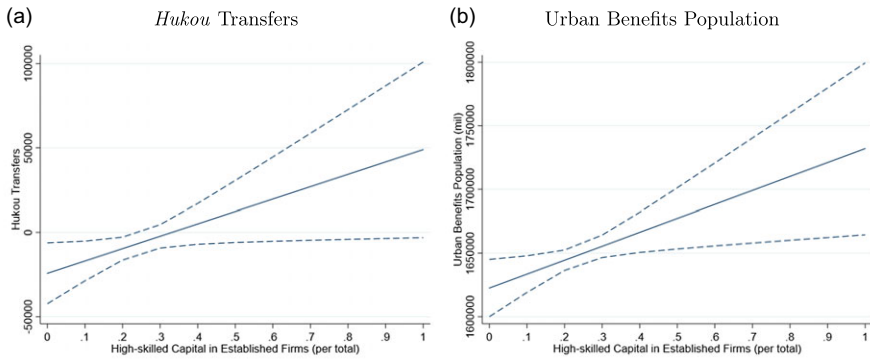 (a) Hukou Transfers
100000
50000
0
-50000
Hukou Transfers
0 .1 .2 .3 .4 .5 .6 .7 .8 .9 1
High-skilled Capital in Established Firms (per total)
(b) Urban Benefits Population
1800000
1750000
1700000
1650000
1600000
Urban Benefits Population (mil)
0 .1 .2 .3 .4 .5 .6 .7 .8 .9 1
High-skilled Capital in Established Firms (per total)